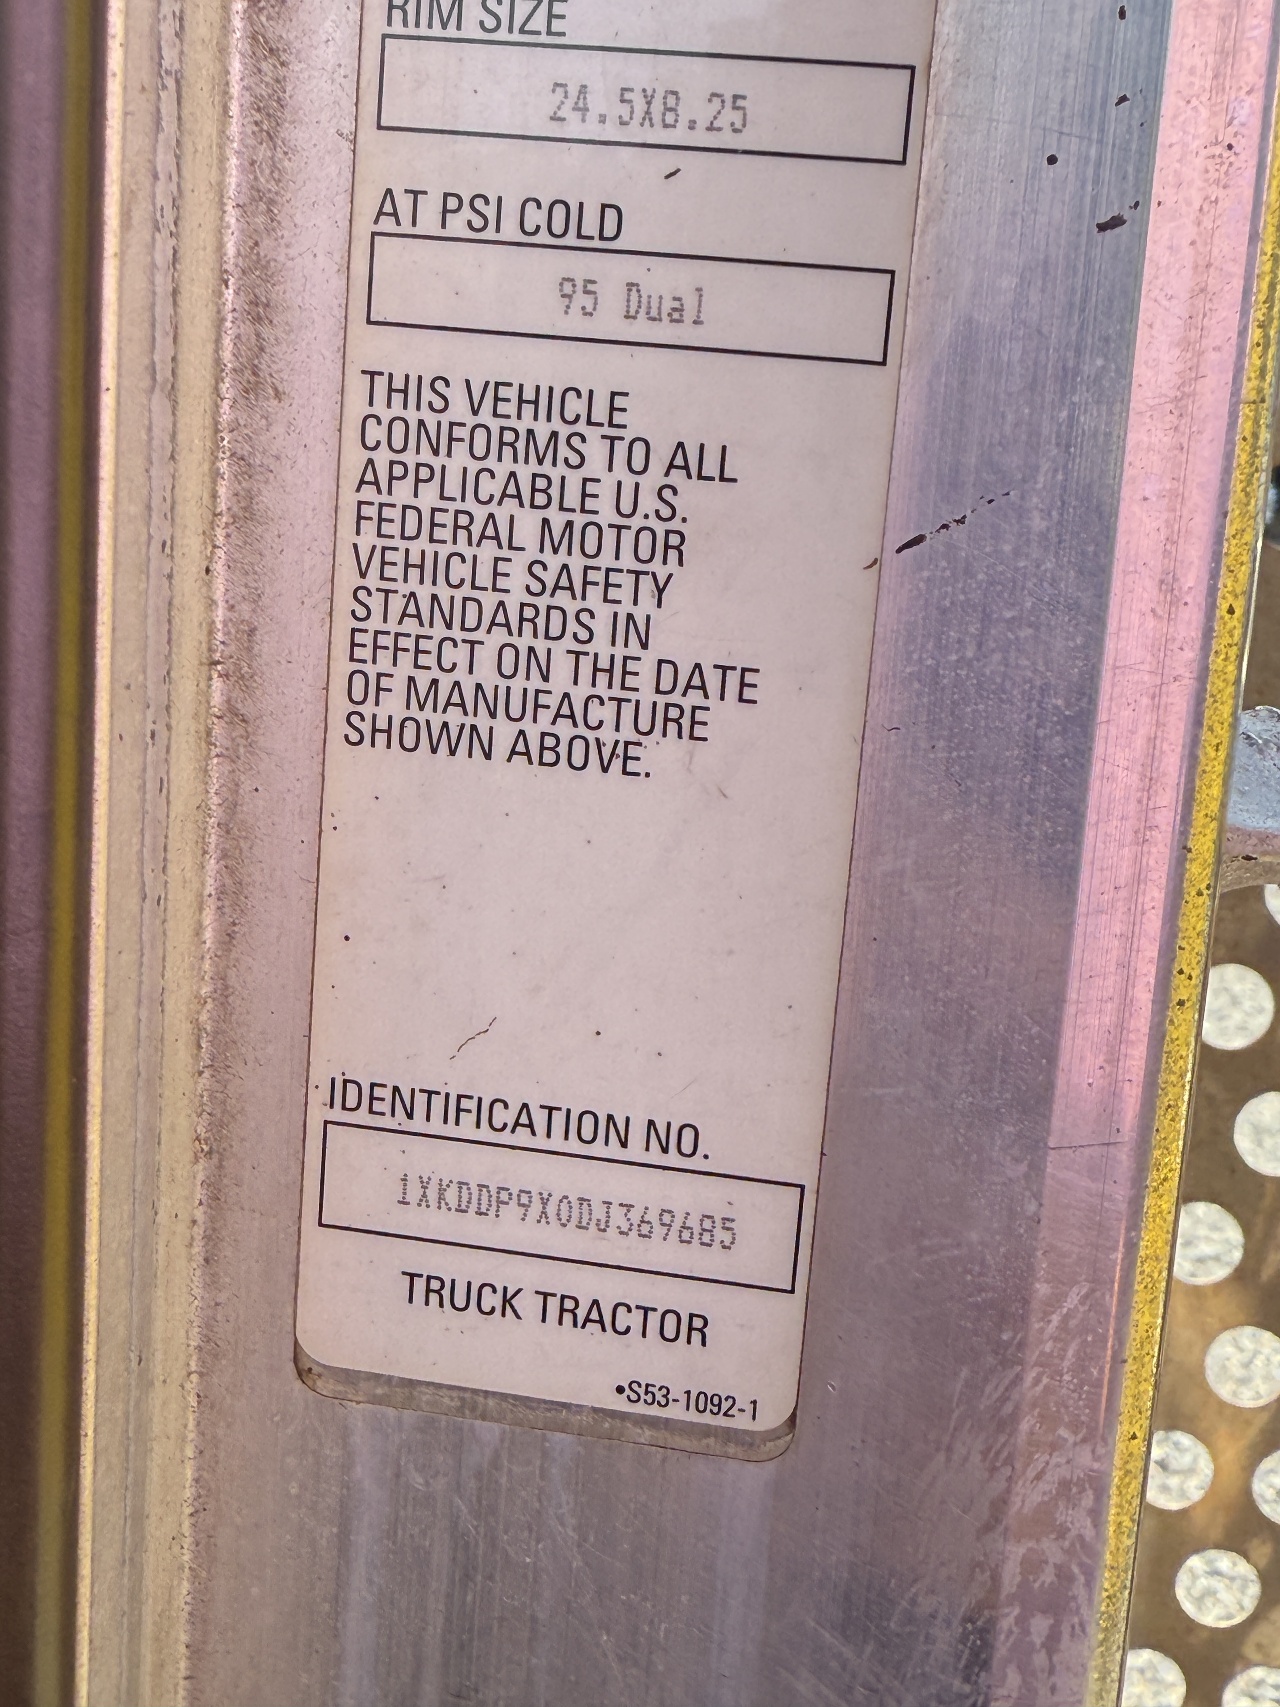 RIM SIZE
24.5X8.25
AT PSI COLD
95 Dual
THIS VEHICLE
CONFORMS TO ALL
APPLICABLE U.S.
FEDERAL MOTOR
VEHICLE SAFETY
STANDARDS IN
EFFECT ON THE DATE
OF MANUFACTURE
SHOWN ABOVE.
IDENTIFICATION NO.
1XKDDP9X0DJ369685
TRUCK TRACTOR
•S53-1092-1